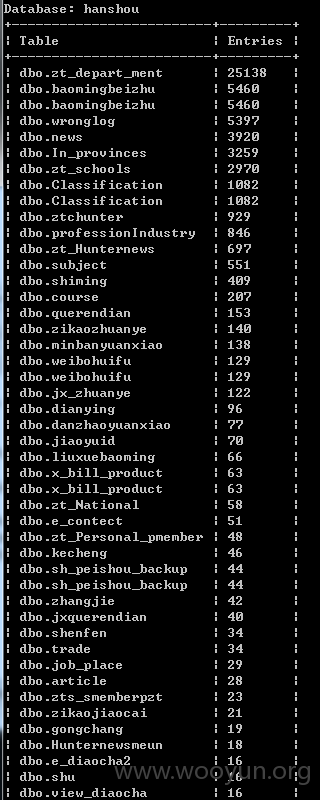 Database: hanshou
+--------------------------+---------+
| Table | Entries |
+--------------------------+---------+
| dbo.zt_depart_ment | 25138 |
| dbo.baomingbeizhu | 5460 |
| dbo.baomingbeizhu | 5460 |
| dbo.wronglog | 5397 |
| dbo.news | 3920 |
| dbo.In_provinces | 3259 |
| dbo.zt_schools | 2970 |
| dbo.Classification | 1082 |
| dbo.Classification | 1082 |
| dbo.ztchunter | 929 |
| dbo.professionIndustry | 846 |
| dbo.zt_Hunternews | 697 |
| dbo.subject | 551 |
| dbo.shiming | 409 |
| dbo.course | 207 |
| dbo.querendian | 153 |
| dbo.zikaozhuanye | 140 |
| dbo.minbanyuanxiao | 138 |
| dbo.weibohuifu | 129 |
| dbo.weibohuifu | 129 |
| dbo.jx_zhuanye | 122 |
| dbo.dianying | 96 |
| dbo.danzhaoyuanxiao | 77 |
| dbo.jiaoyuid | 70 |
| dbo.liuxuebaoming | 66 |
| dbo.x_bill_product | 63 |
| dbo.x_bill_product | 63 |
| dbo.zt_National | 58 |
| dbo.e_contect | 51 |
| dbo.zt_Personal_pmember | 48 |
| dbo.kecheng | 46 |
| dbo.sh_peishou_backup | 44 |
| dbo.sh_peishou_backup | 44 |
| dbo.zhangjie | 42 |
| dbo.jxquerendian | 40 |
| dbo.shenfen | 34 |
| dbo.trade | 34 |
| dbo.job_place | 29 |
| dbo.article | 28 |
| dbo.zts_smemberpzt | 23 |
| dbo.zikaojiaocai | 21 |
| dbo.gongchang | 19 |
| dbo.Hunternewsmeun | 18 |
| dbo.e_diaocha2 | 16 |
| dbo.shu | 16 |
| dbo.view_diaocha | 16 |
www.wooyun.org